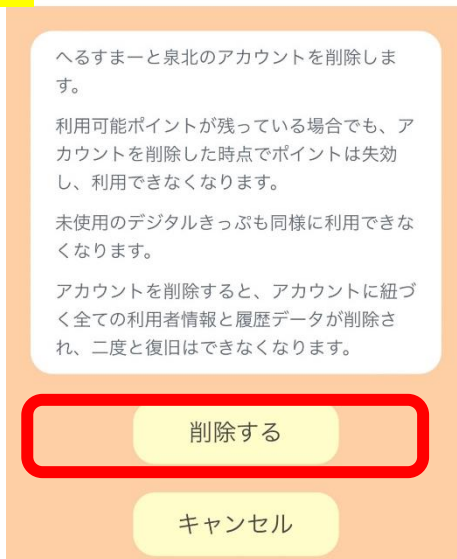 へるすまーと泉北のアカウントを削除しま
す。
利用可能ポイントが残っている場合でも、ア
カウントを削除した時点でポイントは失効
し、利用できなくなります。
未使用のデジタルきっぷも同様に利用できな
くなります。
アカウントを削除すると、アカウントに紐づ
く全ての利用者情報と履歴データが削除さ
れ、二度と復旧はできなくなります。
削除する
キャンセル